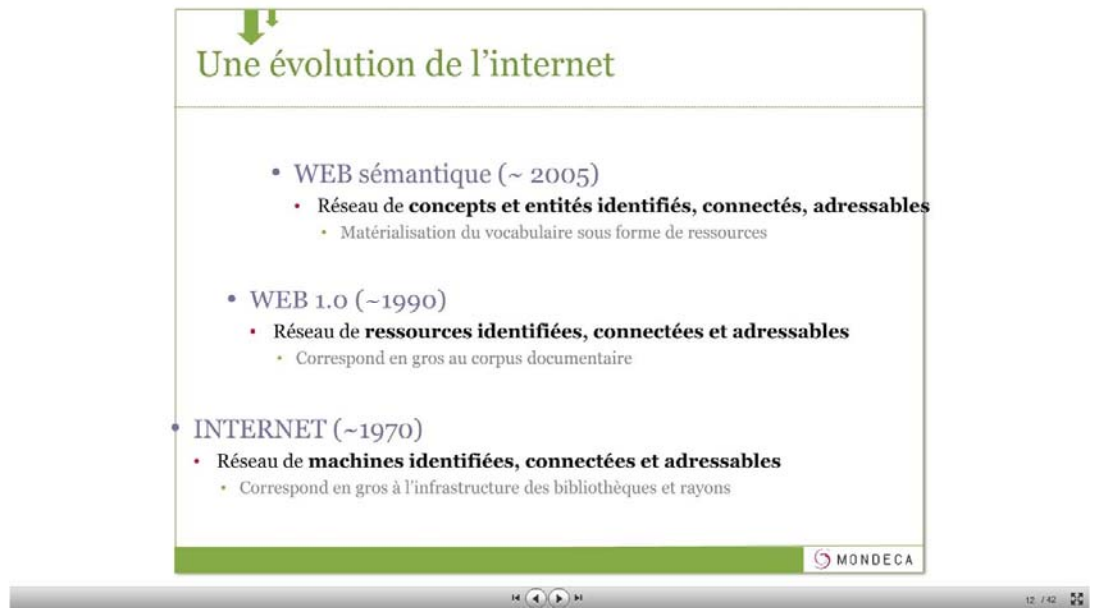 Une évolution de l'internet
• WEB sémantique (~ 2005)
• Réseau de concepts et entités identifiés, connectés, adressables
• Matérialisation du vocabulaire sous forme de ressources
• WEB 1.0 (~1990)
▪ Réseau de ressources identifiées, connectées et adressables
• Correspond en gros au corpus documentaire
• INTERNET (~1970)
• Réseau de machines identifiées, connectées et adressables
• Correspond en gros à l'infrastructure des bibliothèques et rayons
MONDECA
12 / 42